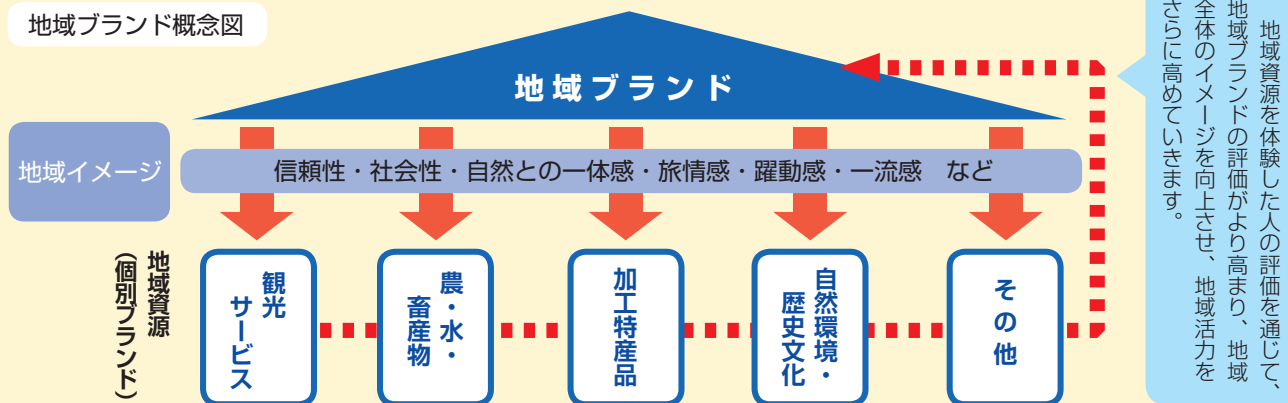 地域ブランド概念図
地域ブランド
地域イメージ
信頼性・社会性・自然との一体感・旅情感・躍動感・一流感　など
地域資源
（個別ブランド）
観光
サービス
農・水・
畜産物
加工特産品
自然環境・
歴史文化
その他
地域資源を体験した人の評価を通じて、
地域ブランドの評価がより高まり、地域
全体のイメージを向上させ、地域活力を
さらに高めていきます。